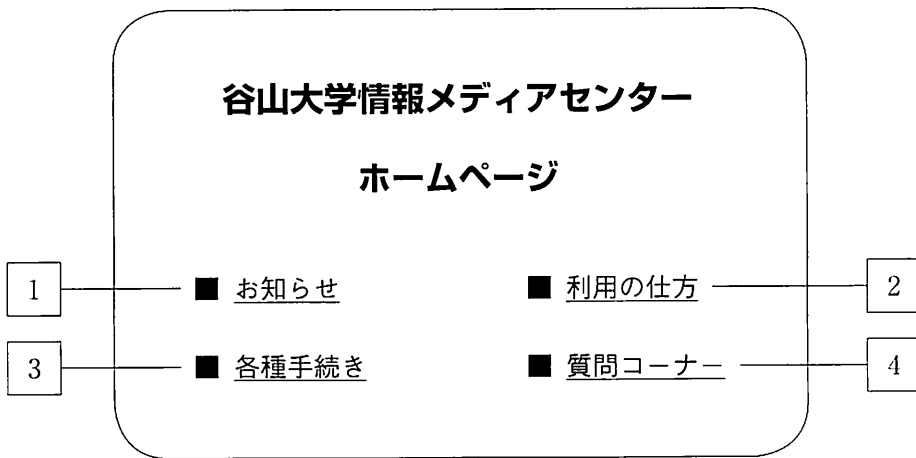 谷山大学情報メディアセンター
ホームページ
1 ■ お知らせ ■ 利用の仕方 2
3 ■ 各種手続き ■ 質問コーナー 4